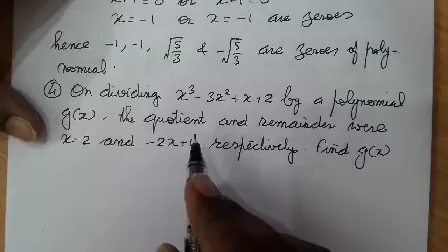 x = -1 or x = -1 are zeroes
hence -1, -1, √5/3 & -√5/3 are zeroes of poly-
nomial.
④ On dividing x³ - 3x² + x + 2 by a polynomial
g(x), the quotient and remainder were
x-2 and -2x+ respectively. Find g(x)